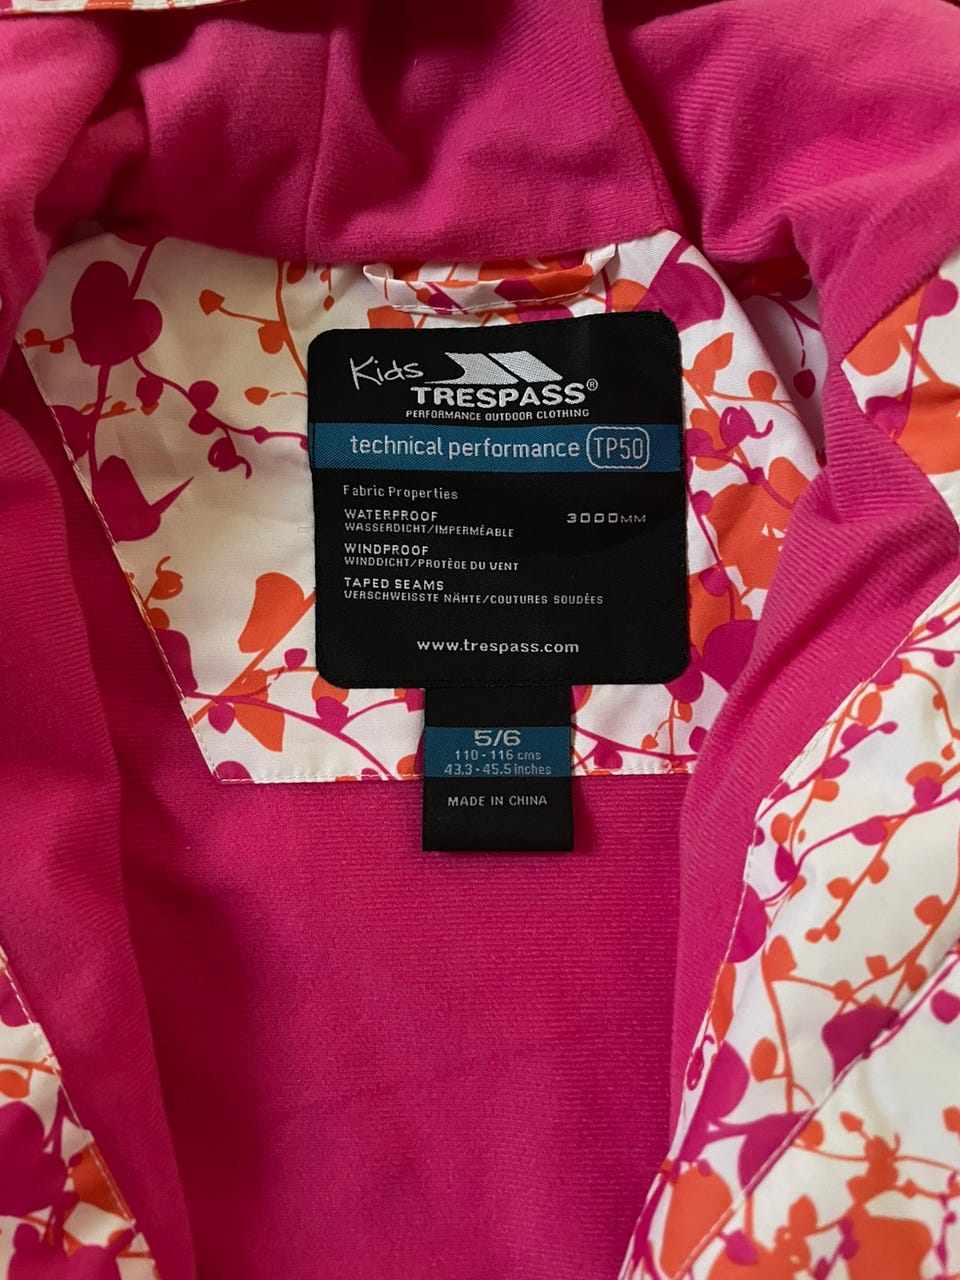 Kids
TRESPASS®
PERFORMANCE OUTDOOR CLOTHING
technical performance TP50
Fabric Properties
WATERPROOF 3000MM
WASSERDICHT/IMPERMÉABLE
WINDPROOF
WINDDICHT/PROTÈGE DU VENT
TAPED SEAMS
VERSCHWEISSTE NÄHTE/COUTURES SOUDÉES
www.trespass.com
5/6
110 - 116 cms
43.3 - 45.5 inches
MADE IN CHINA